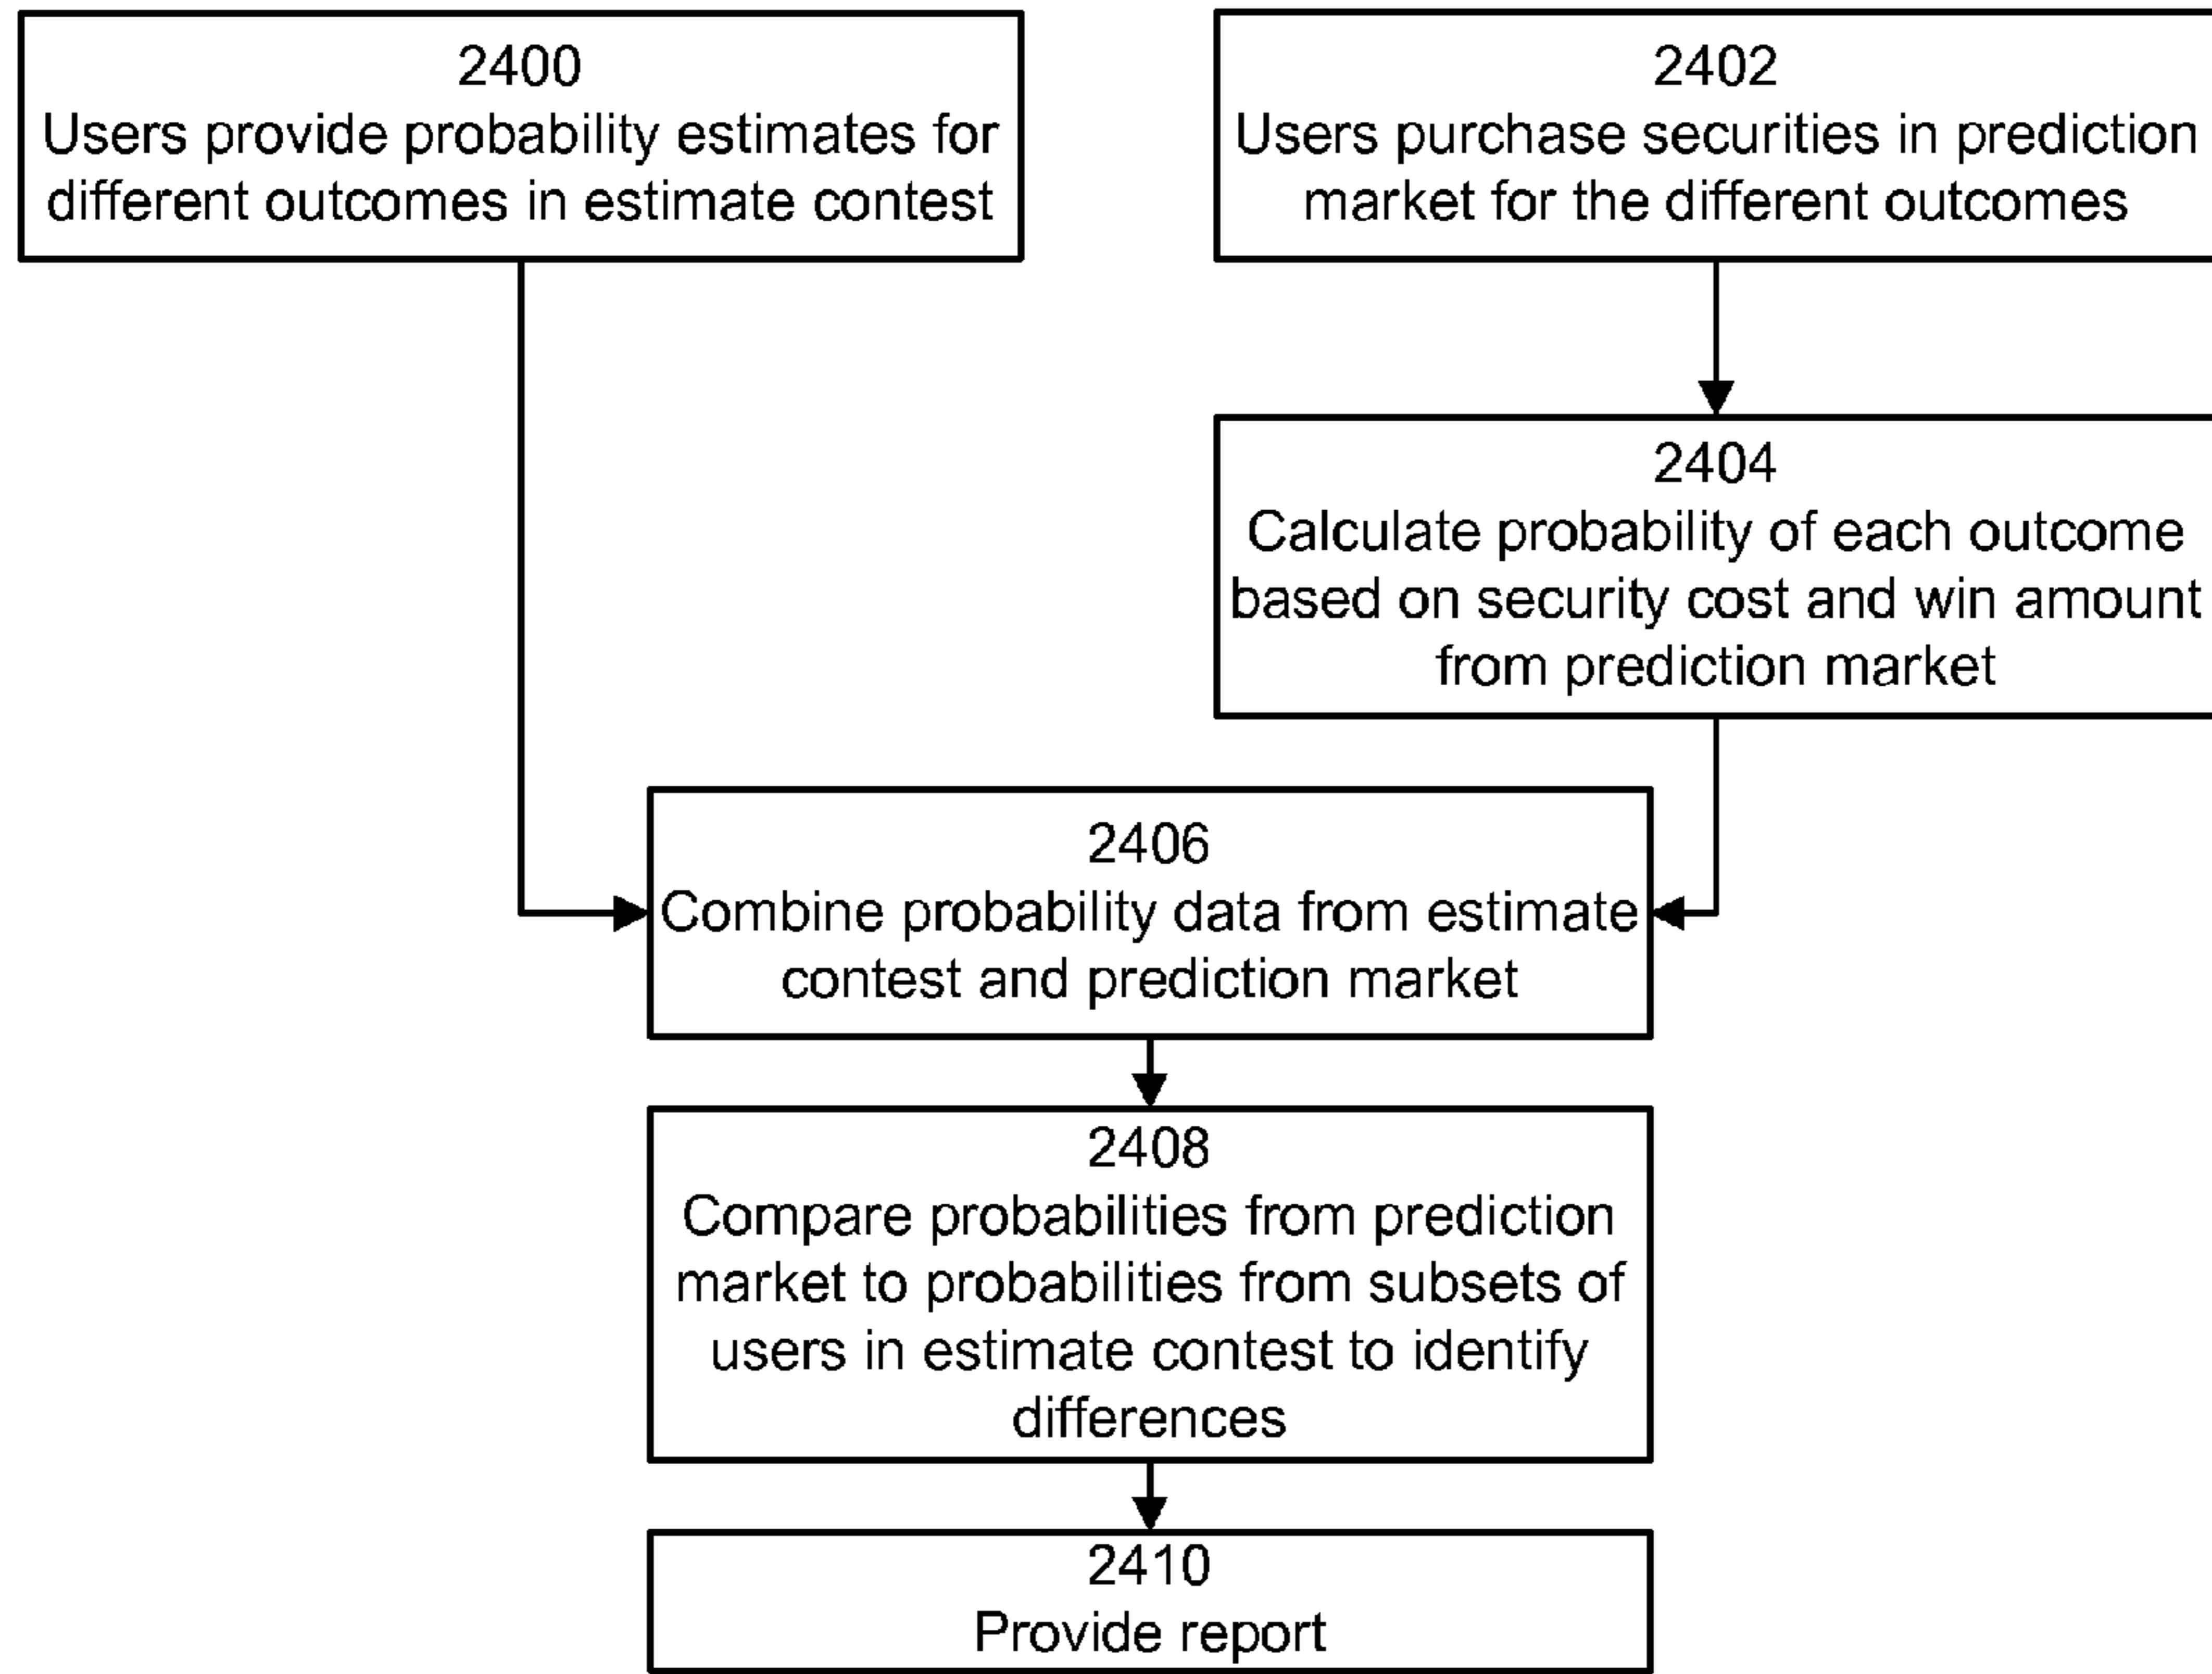 2400
Users provide probability estimates for
different outcomes in estimate contest
2402
Users purchase securities in prediction
market for the different outcomes
2404
Calculate probability of each outcome
based on security cost and win amount
from prediction market
2406
Combine probability data from estimate
contest and prediction market
2408
Compare probabilities from prediction
market to probabilities from subsets of
users in estimate contest to identify
differences
2410
Provide report